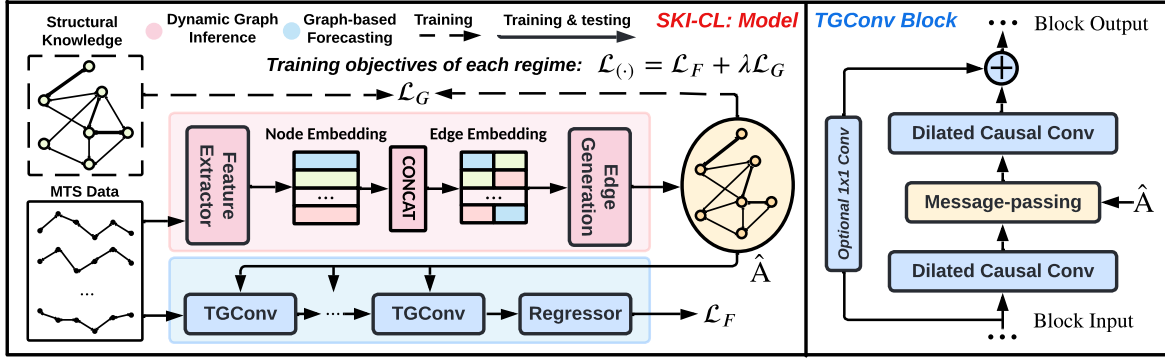 Structural
Knowledge
Dynamic Graph
Inference
Graph-based
Forecasting
Training
Training & testing
SKI-CL: Model
Training objectives of each regime: ℒ(·) = ℒF + λℒG
ℒG
MTS Data
...
Feature
Extractor
Node Embedding
...
CONCAT
Edge Embedding
...
Edge
Generation
Â
TGConv
...
TGConv
Regressor
ℒF
TGConv Block
... Block Output
+
Dilated Causal Conv
Optional 1x1 Conv
Message-passing
Â
Dilated Causal Conv
Block Input
...